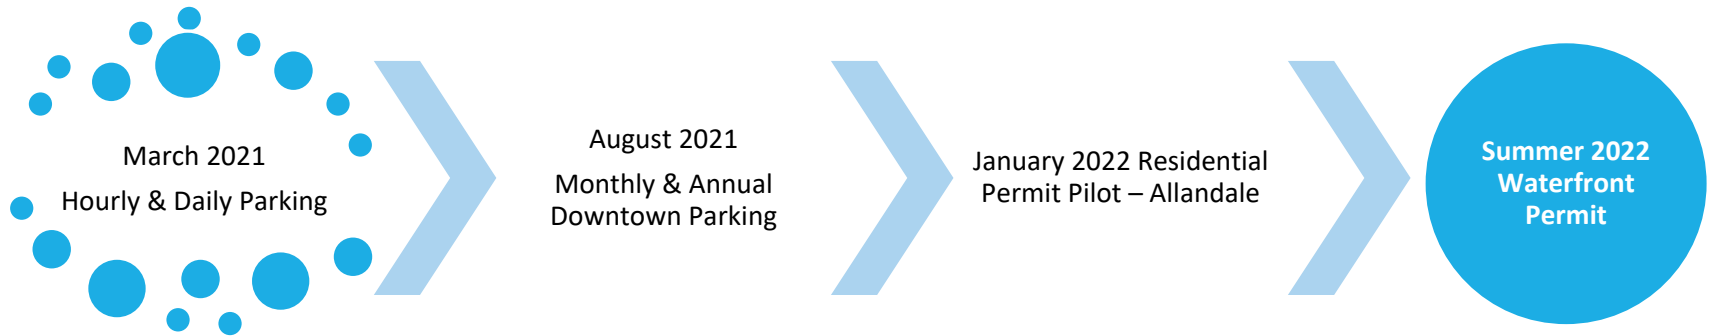 March 2021
Hourly & Daily Parking
August 2021
Monthly & Annual
Downtown Parking
January 2022 Residential
Permit Pilot – Allandale
Summer 2022
Waterfront
Permit